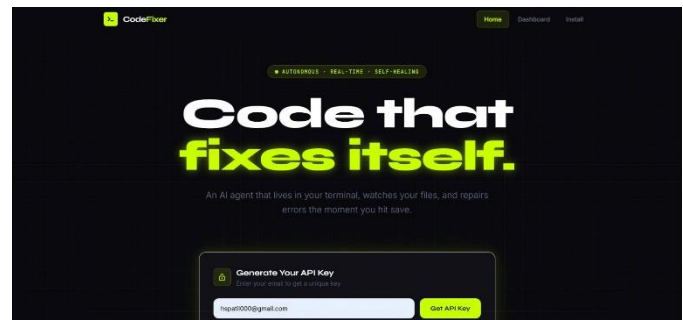 CodeFixer
Home Dashboard Install
AUTONOMOUS · REAL-TIME · SELF-HEALING
Code that
fixes itself.
An AI agent that lives in your terminal, watches your files, and repairs
errors the moment you hit save.
Generate Your API Key
Enter your email to get a unique key
hspatil000@gmail.com Get API Key